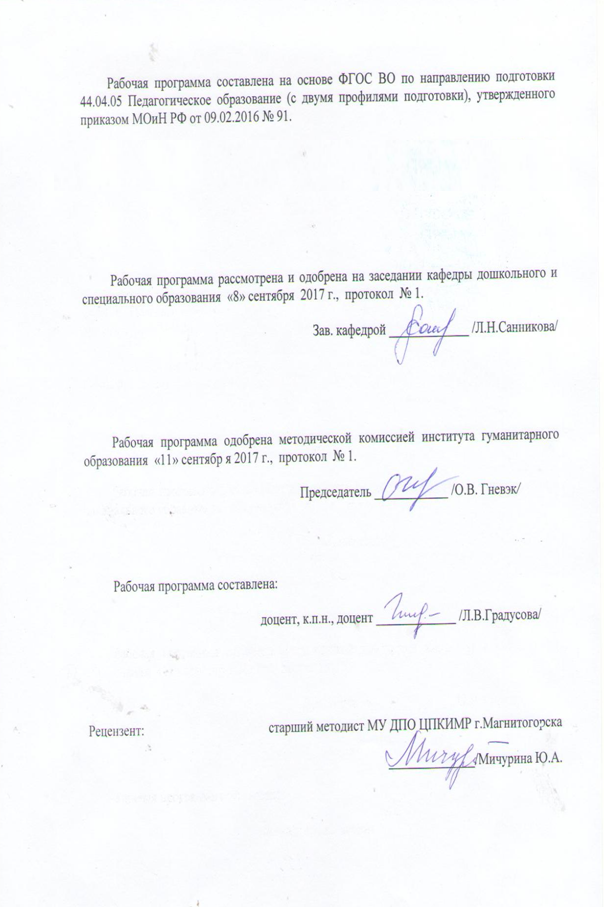 Рабочая программа составлена на основе ФГОС ВО по направлению подготовки
44.04.05 Педагогическое образование (с двумя профилями подготовки), утвержденного
приказом МОиН РФ от 09.02.2016 № 91.
Рабочая программа рассмотрена и одобрена на заседании кафедры дошкольного и
специального образования «8» сентября 2017 г., протокол № 1.
Зав. кафедрой ____________ /Л.Н.Санникова/
Рабочая программа одобрена методической комиссией института гуманитарного
образования «11» сентябр я 2017 г., протокол № 1.
Председатель ___________ /О.В. Гневэк/
Рабочая программа составлена:
доцент, к.п.н., доцент ____________ /Л.В.Градусова/
Рецензент: старший методист МУ ДПО ЦПКИМР г.Магнитогорска
_____________/Мичурина Ю.А.